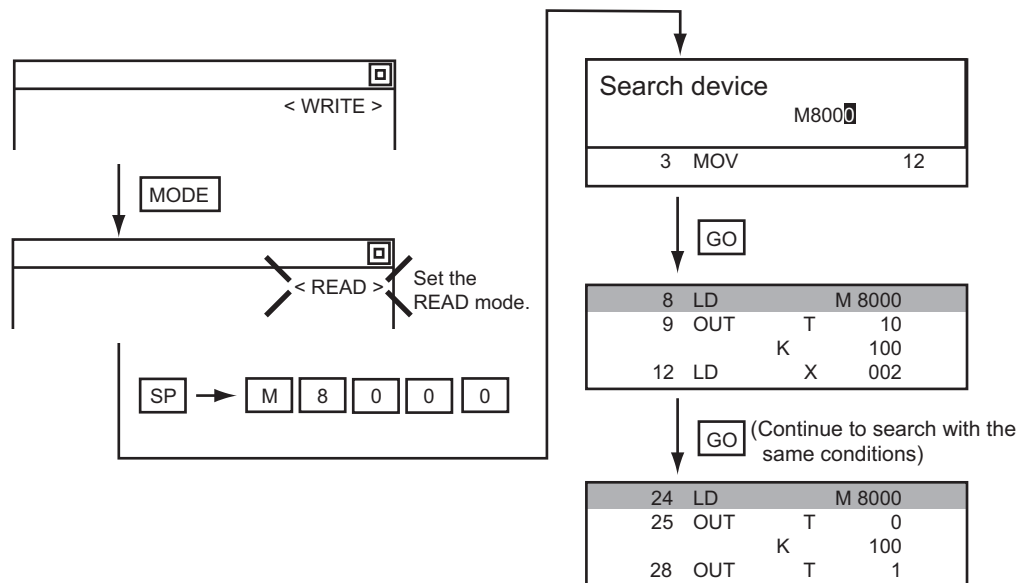 < WRITE >
MODE
< READ >
Set the
READ mode.
SP M 8 0 0 0
Search device
M8000
3 MOV 12
GO
8 LD M 8000
9 OUT T 10
K 100
12 LD X 002
GO (Continue to search with the
same conditions)
24 LD M 8000
25 OUT T 0
K 100
28 OUT T 1